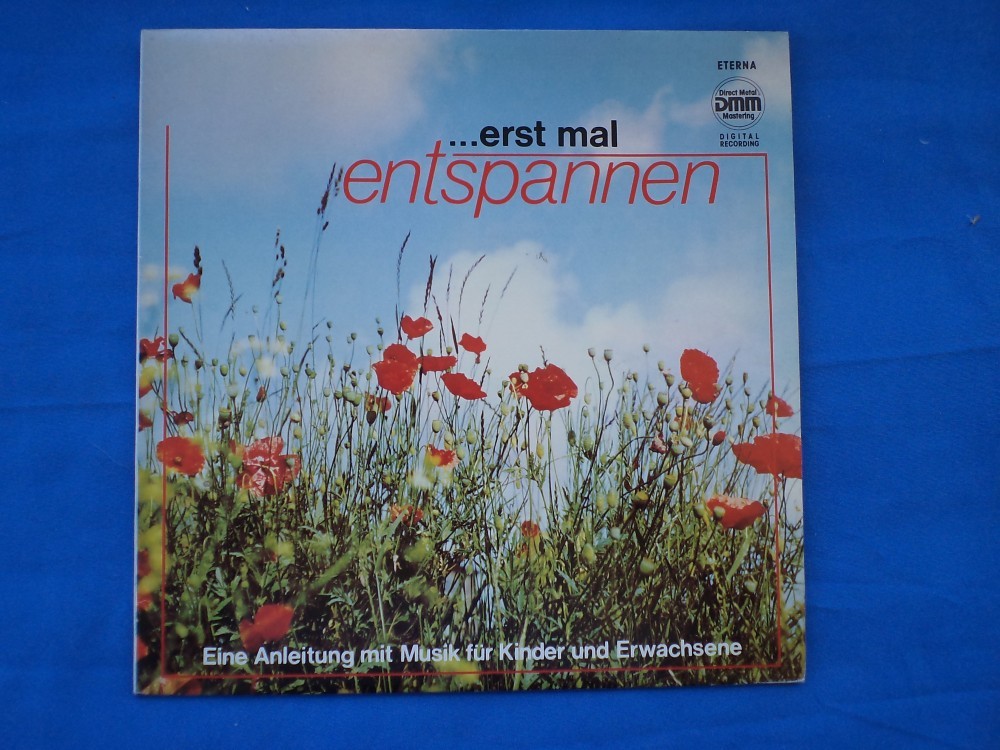 ETERNA
Direct Metal
DMM
Mastering
DIGITAL
RECORDING
...erst mal
entspannen
Eine Anleitung mit Musik für Kinder und Erwachsene